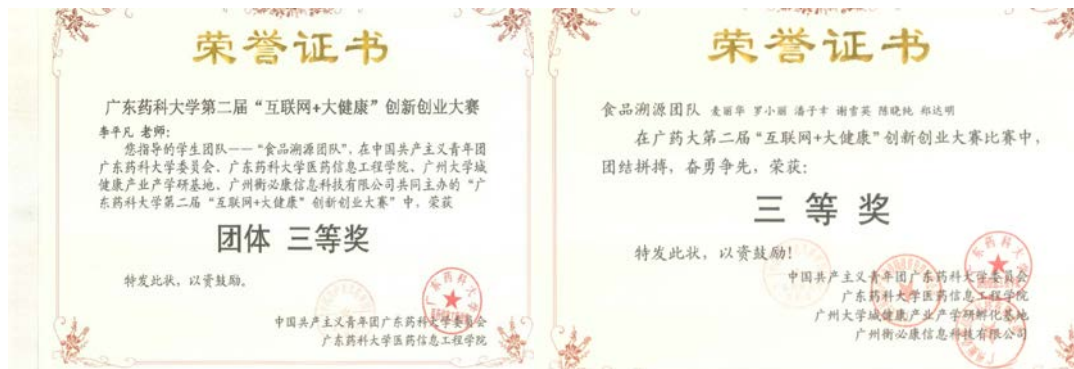 荣誉证书
广东药科大学第二届“互联网+大健康”创新创业大赛
李平凡 老师:
您指导的学生团队——“食品溯源团队”,在中国共产主义青年团
广东药科大学委员会、广东药科大学医药信息工程学院、广州大学城
健康产业产学研基地、广州衡必康信息科技有限公司共同主办的“广
东药科大学第二届“互联网+大健康”创新创业大赛”中,荣获
团体 三等奖
特发此状,以资鼓励。
中国共产主义青年团广东药科大学委员会
广东药科大学医药信息工程学院
荣誉证书
食品溯源团队 麦丽华 罗小丽 潘子幸 谢雪英 陈晓纯 郑达明
在广药大第二届“互联网+大健康”创新创业大赛比赛中,
团结拼搏,奋勇争先,荣获:
三等奖
特发此状,以资鼓励!
中国共产主义青年团广东药科大学委员会
广东药科大学医药信息工程学院
广州大学城健康产业产学研孵化基地
广州衡必康信息科技有限公司